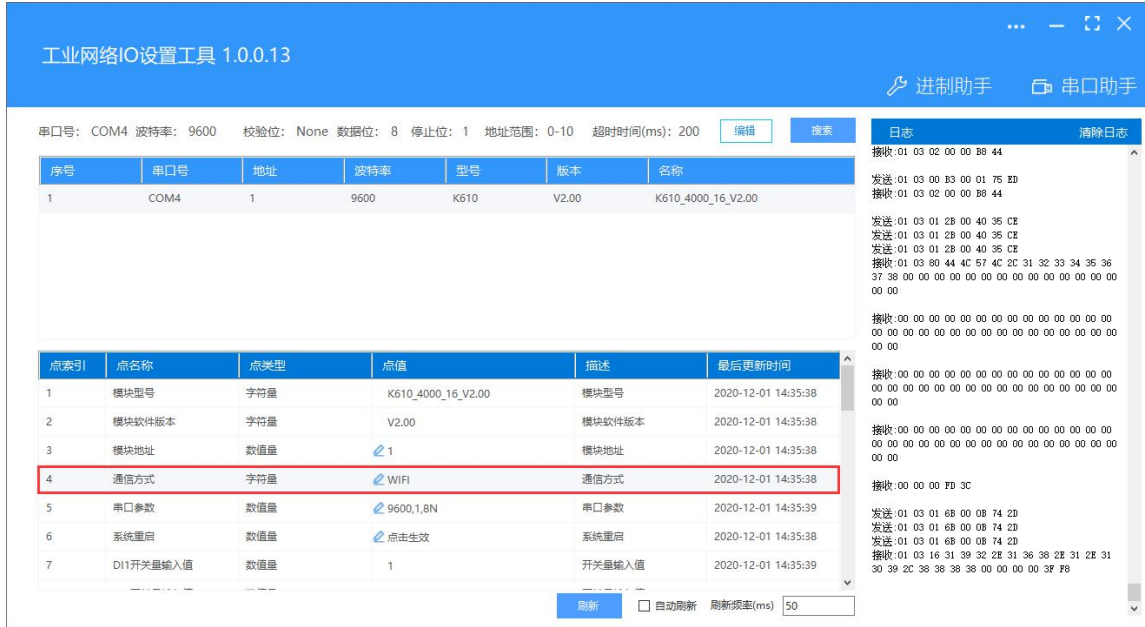 工业网络IO设置工具 1.0.0.13
进制助手 串口助手
串口号: COM4 波特率: 9600 校验位: None 数据位: 8 停止位: 1 地址范围: 0-10 超时时间(ms): 200 编辑 搜索
序号 串口号 地址 波特率 型号 版本 名称
1 COM4 1 9600 K610 V2.00 K610_4000_16_V2.00
点索引 点名称 点类型 点值 描述 最后更新时间
1 模块型号 字符量 K610_4000_16_V2.00 模块型号 2020-12-01 14:35:38
2 模块软件版本 字符量 V2.00 模块软件版本 2020-12-01 14:35:38
3 模块地址 数值量 1 模块地址 2020-12-01 14:35:38
4 通信方式 字符量 WIFI 通信方式 2020-12-01 14:35:38
5 串口参数 数值量 9600,1,8N 串口参数 2020-12-01 14:35:39
6 系统重启 数值量 点击生效 系统重启 2020-12-01 14:35:38
7 DI1开关量输入值 数值量 1 开关量输入值 2020-12-01 14:35:39
刷新 自动刷新 刷新频率(ms) 50
日志 清除日志
接收:01 03 02 00 00 B8 44
发送:01 03 00 B3 00 01 75 ED
接收:01 03 02 00 00 B8 44
发送:01 03 01 2B 00 40 35 CE
发送:01 03 01 2B 00 40 35 CE
发送:01 03 01 2B 00 40 35 CE
接收:01 03 80 44 4C 57 4C 2C 31 32 33 34 35 36
37 38 00 00 00 00 00 00 00 00 00 00 00 00 00 00
00 00
接收:00 00 00 00 00 00 00 00 00 00 00 00 00 00
00 00 00 00 00 00 00 00 00 00 00 00 00 00 00 00
00 00
接收:00 00 00 00 00 00 00 00 00 00 00 00 00 00
00 00 00 00 00 00 00 00 00 00 00 00 00 00 00 00
00 00
接收:00 00 00 00 00 00 00 00 00 00 00 00 00 00
00 00 00 00 00 00 00 00 00 00 00 00 00 00 00 00
00 00
接收:00 00 00 FD 3C
发送:01 03 01 6B 00 0B 74 2D
发送:01 03 01 6B 00 0B 74 2D
发送:01 03 01 6B 00 0B 74 2D
接收:01 03 16 31 39 32 2E 31 36 38 2E 31 2E 31
30 39 2C 38 38 38 38 00 00 00 00 3F F8